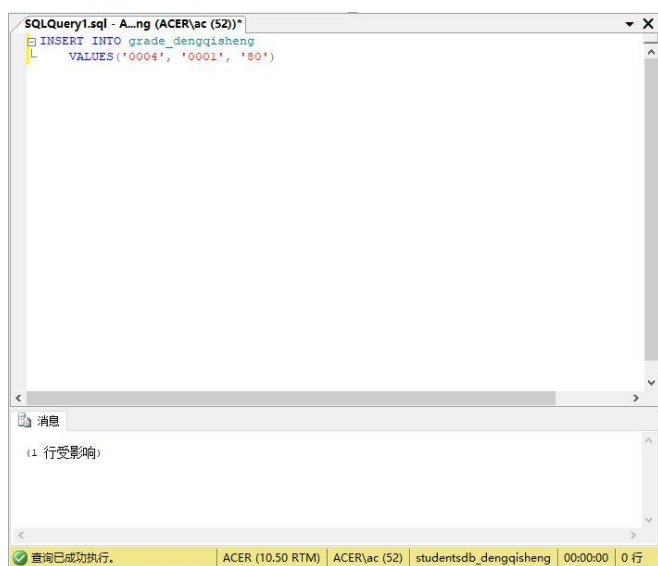 SQLQuery1.sql - A...ng (ACER\ac (52))*
INSERT INTO grade_dengqisheng
VALUES('0004', '0001', '80')
消息
(1 行受影响)
查询已成功执行。 ACER (10.50 RTM) ACER\ac (52) studentsdb_dengqisheng 00:00:00 0 行